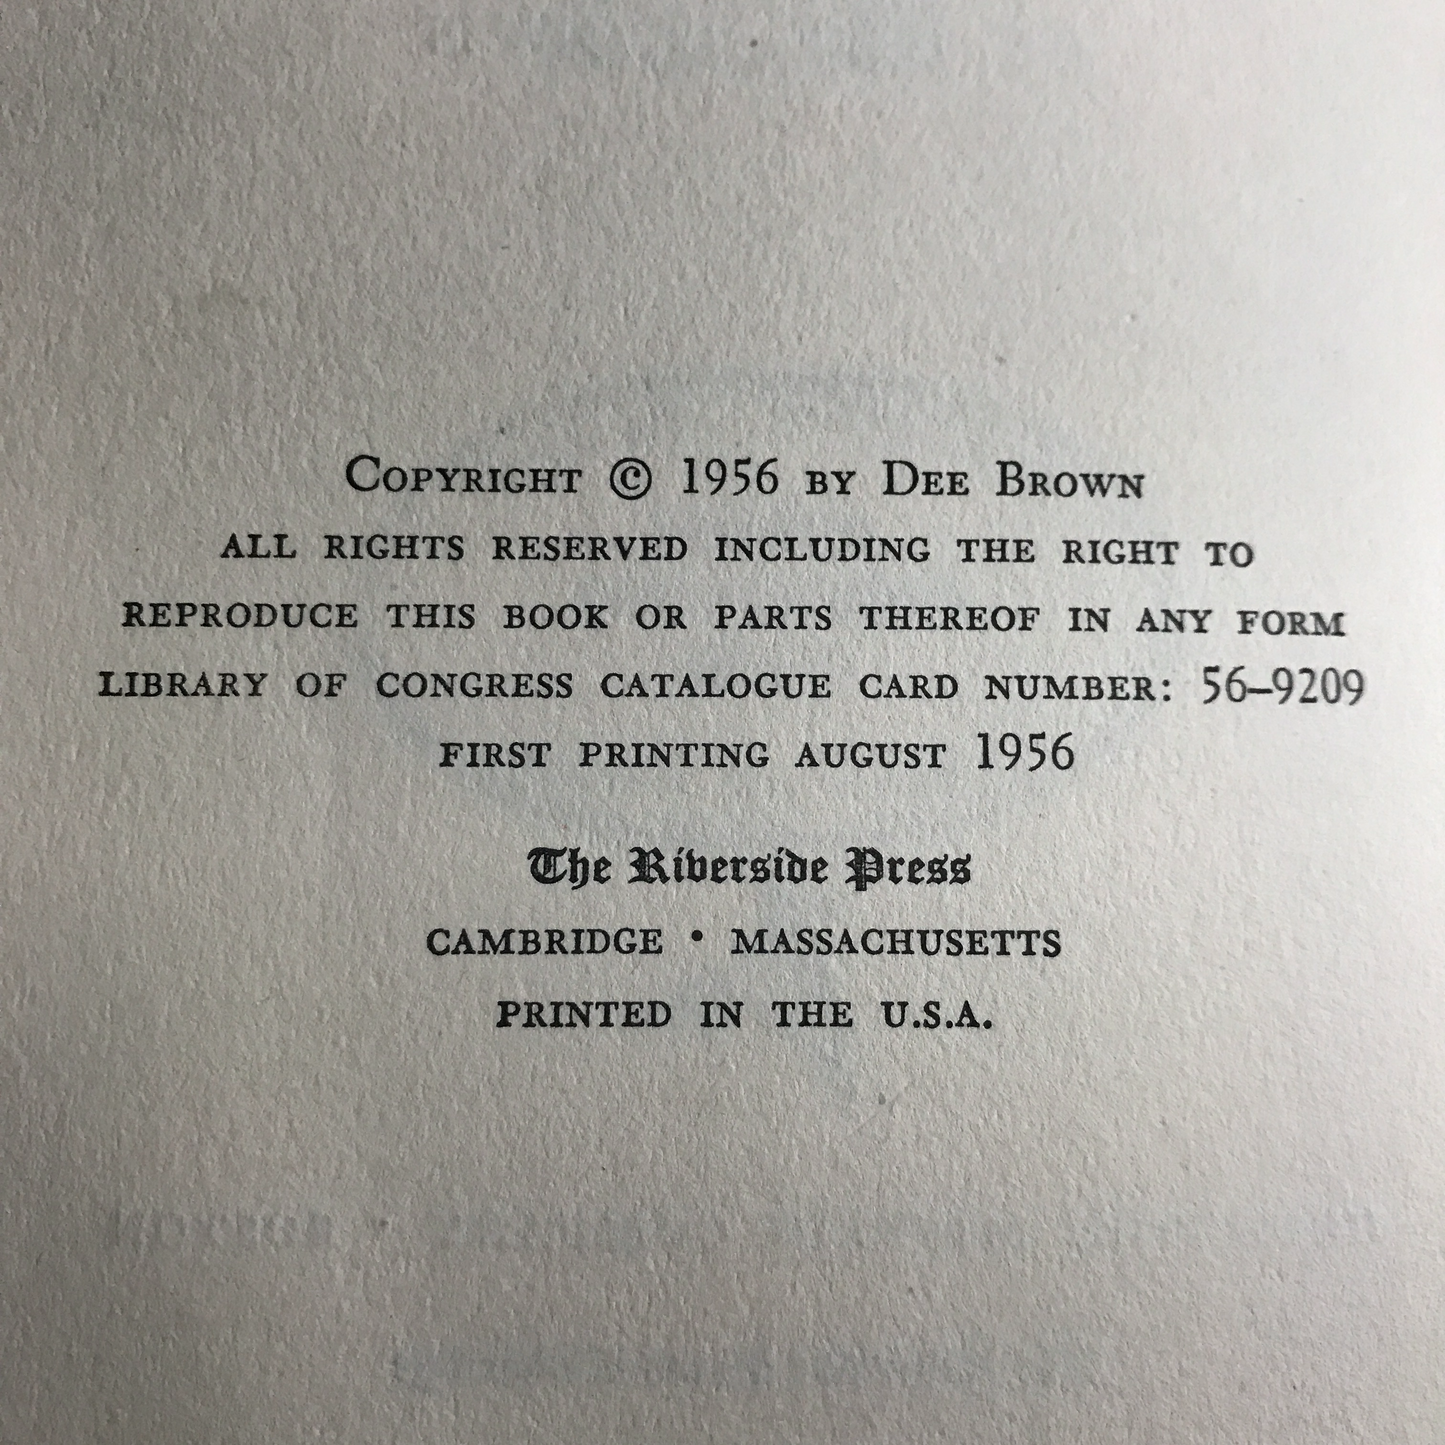 Copyright © 1956 by Dee Brown
ALL RIGHTS RESERVED INCLUDING THE RIGHT TO
REPRODUCE THIS BOOK OR PARTS THEREOF IN ANY FORM
LIBRARY OF CONGRESS CATALOGUE CARD NUMBER: 56–9209
FIRST PRINTING AUGUST 1956
The Riverside Press
CAMBRIDGE • MASSACHUSETTS
PRINTED IN THE U.S.A.